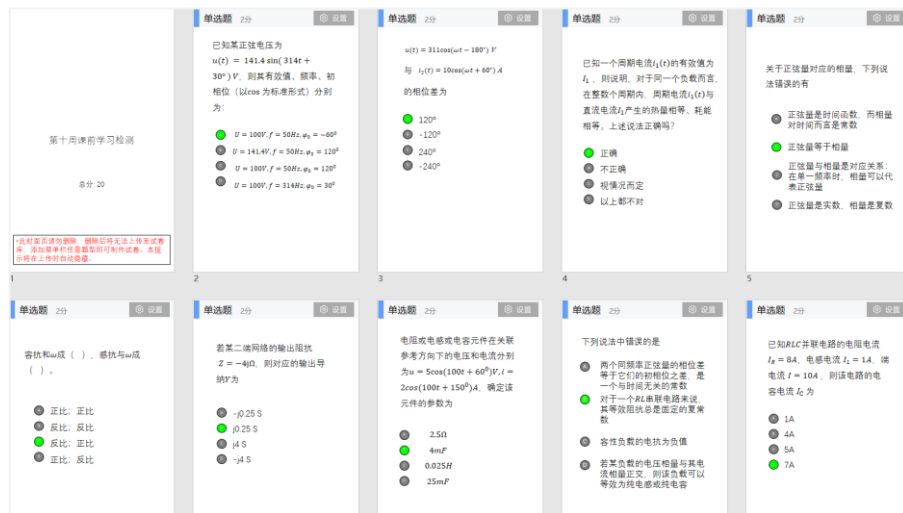 第十周课前学习检测
总分: 20
*此封面页请勿删除，删除后将无法上传至试卷
库，添加菜单栏任意题型即可制作试卷。本提
示将在上传时自动隐藏。
1
单选题 2分 设置
已知某正弦电压为
u(t) = 141.4 sin( 314t +
30°) V，则其有效值、频率、初
相位（以cos 为标准形式）分别
为：
U = 100V, f = 50Hz, φ₀ = −60⁰
U = 141.4V, f = 50Hz, φ₀ = 120⁰
U = 100V, f = 50Hz, φ₀ = 120⁰
U = 100V, f = 314Hz, φ₀ = 30⁰
2
单选题 2分 设置
u(t) = 311cos(ωt − 180°) V
与 i₁(t) = 10cos(ωt + 60°) A
的相位差为
120°
-120°
240°
-240°
3
单选题 2分 设置
已知一个周期电流i₁(t)的有效值为
I₁ ，则说明，对于同一个负载而言，
在整数个周期内，周期电流i₁(t)与
直流电流I₁产生的热量相等、耗能
相等。上述说法正确吗？
正确
不正确
视情况而定
以上都不对
4
单选题 2分 设置
关于正弦量对应的相量，下列说
法错误的有
正弦量是时间函数，而相量
对时间而言是常数
正弦量等于相量
正弦量与相量是对应关系；
在单一频率时，相量可以代
表正弦量
正弦量是实数，相量是复数
5
单选题 2分 设置
容抗和ω成（ ）、感抗与ω成
（ ）。
正比；正比
反比；反比
反比；正比
正比；反比
单选题 2分 设置
若某二端网络的输出阻抗
Z = −4jΩ，则对应的输出导
纳Y为
-j0.25 S
j0.25 S
j4 S
-j4 S
单选题 2分 设置
电阻或电感或电容元件在关联
参考方向下的电压和电流分别
为u = 5cos(100t + 60⁰)V, i =
2cos(100t + 150⁰)A，确定该
元件的参数为
2.5Ω
4mF
0.025H
25mF
单选题 2分 设置
下列说法中错误的是
A 两个同频率正弦量的相位差
等于它们的初相位之差，是
一个与时间无关的常数
B 对于一个RL串联电路来说，
其等效阻抗总是固定的复常
数
C 容性负载的电抗为负值
D 若某负载的电压相量与其电
流相量正交，则该负载可以
等效为纯电感或纯电容
单选题 2分 设置
已知RLC并联电路的电阻电流
I_R = 8A，电感电流 I_L = 1A，端
电流 I = 10A ，则该电路的电
容电流 I_C 为
1A
4A
5A
7A